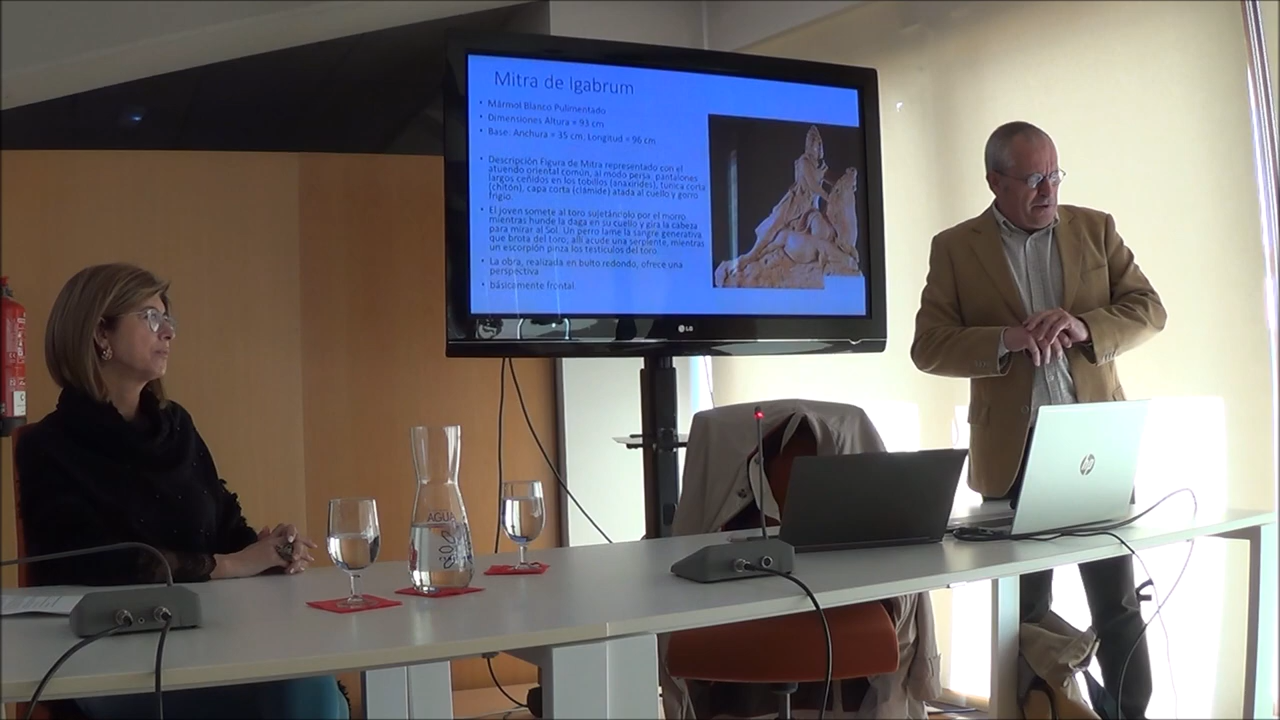 Mitra de Igabrum
• Mármol Blanco Pulimentado
• Dimensiones Altura = 93 cm
• Base: Anchura = 35 cm. Longitud = 96 cm
• Descripción Figura de Mitra representado con el
atuendo oriental común, al modo persa: pantalones
largos ceñidos en los tobillos (anaxirides), túnica corta
(chitón), capa corta (clámide) atada al cuello y gorro
frigio.
• El joven somete al toro sujetándolo por el morro
mientras hunde la daga en su cuello y gira la cabeza
para mirar al Sol. Un perro lame la sangre generativa
que brota del toro; allí acude una serpiente, mientras
un escorpión pinza los testículos del toro.
• La obra, realizada en bulto redondo, ofrece una
perspectiva
• básicamente frontal.
LG
hp
AGUA